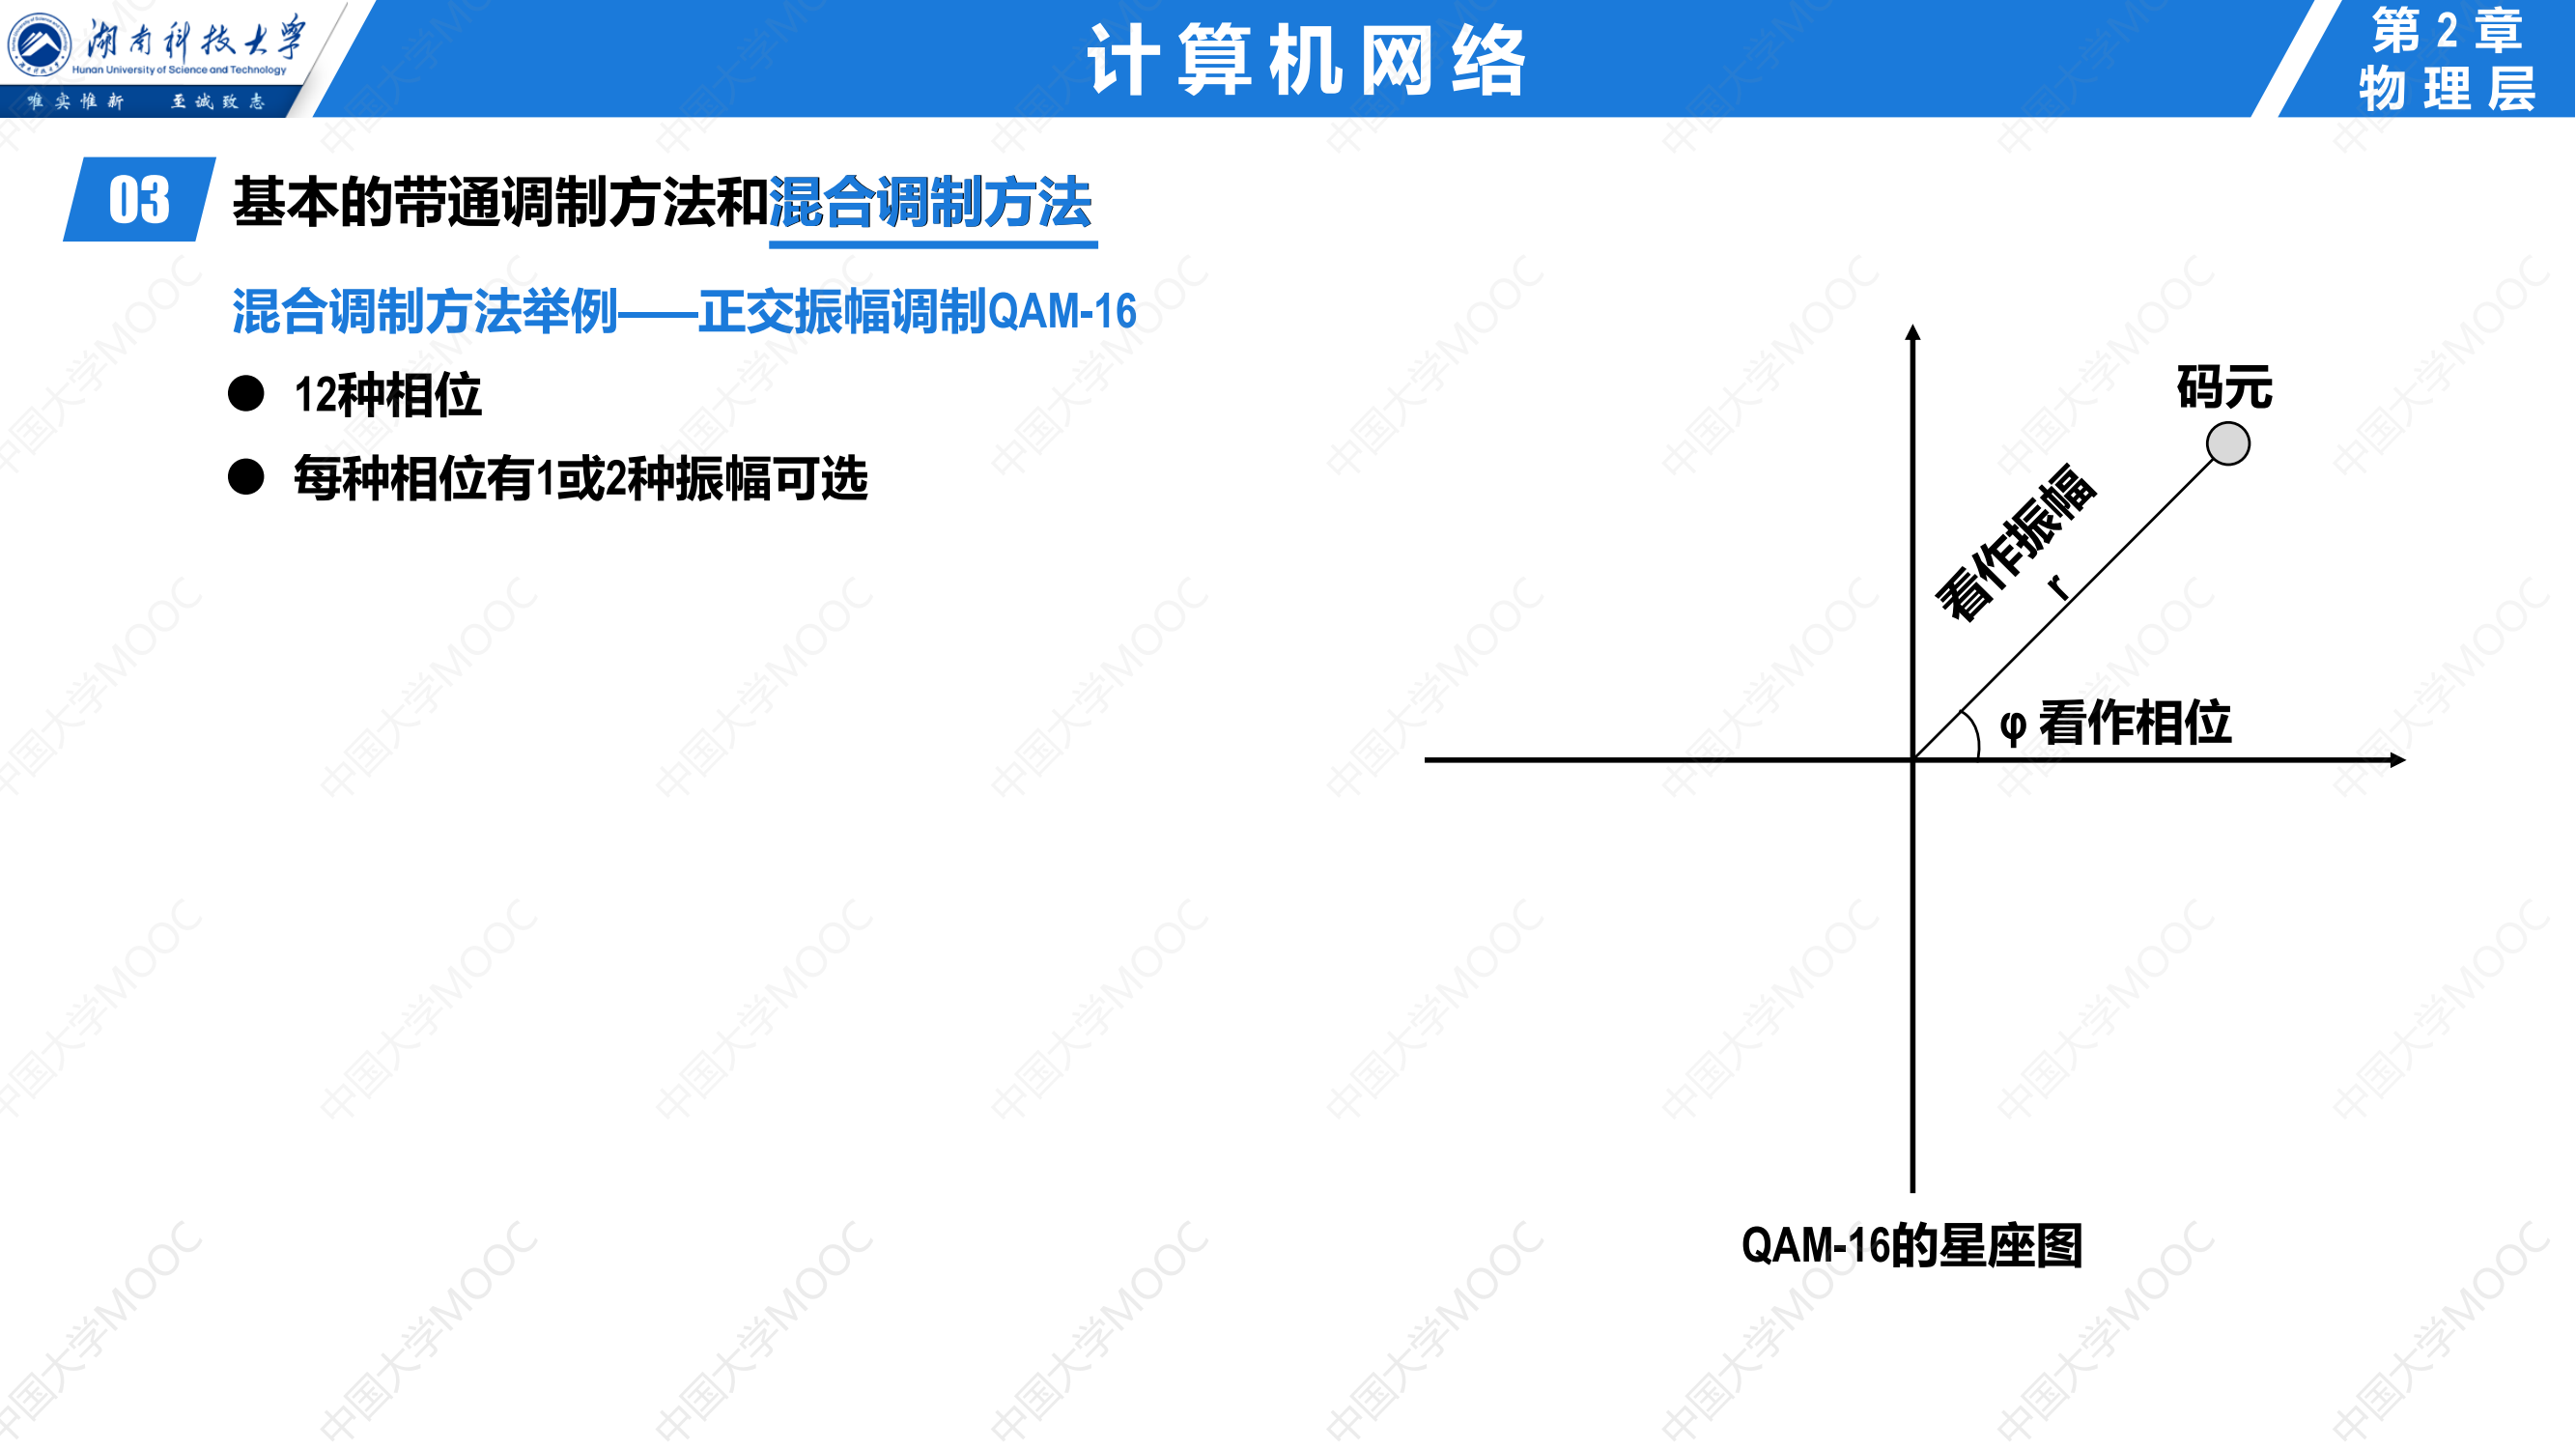 湖南科技大学
Hunan University of Science and Technology
唯实惟新 至诚致志
计算机网络
第2章
物理层
03 基本的带通调制方法和混合调制方法
混合调制方法举例——正交振幅调制QAM-16
● 12种相位
● 每种相位有1或2种振幅可选
码元
看作振幅
r
φ 看作相位
QAM-16的星座图
中国大学MOOC